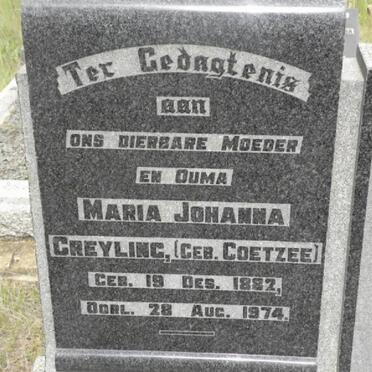 Ter Gedagtenis
aan
ons dierbare Moeder
en Ouma
Maria Johanna
Greyling, (geb. Coetzee)
Geb. 19 Des. 1882,
Oorl. 28 Aug. 1974.